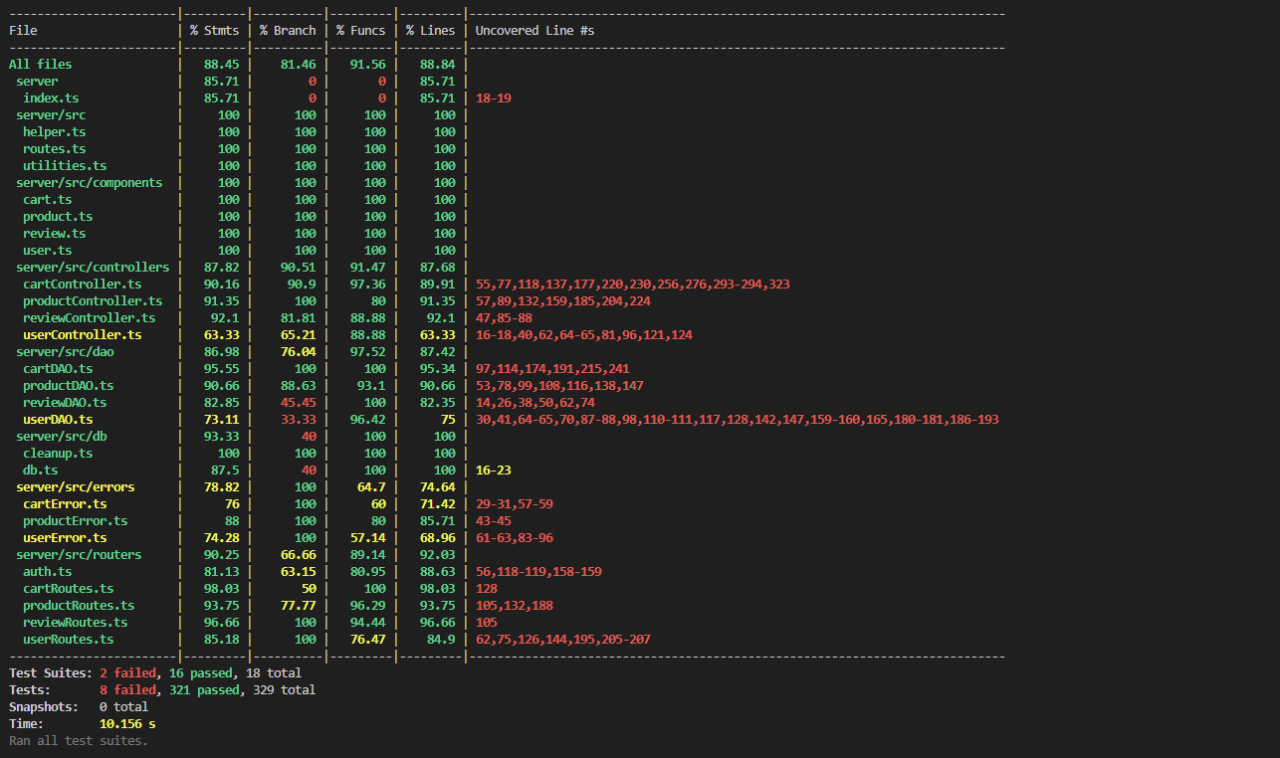 ------------------------|---------|----------|---------|---------|-----------------------------------------------------------------------------
File                    | % Stmts | % Branch | % Funcs | % Lines | Uncovered Line #s
------------------------|---------|----------|---------|---------|-----------------------------------------------------------------------------
All files               |   88.45 |    81.46 |   91.56 |   88.84 |
 server                 |   85.71 |        0 |       0 |   85.71 |
  index.ts              |   85.71 |        0 |       0 |   85.71 | 18-19
 server/src             |     100 |      100 |     100 |     100 |
  helper.ts             |     100 |      100 |     100 |     100 |
  routes.ts             |     100 |      100 |     100 |     100 |
  utilities.ts          |     100 |      100 |     100 |     100 |
 server/src/components  |     100 |      100 |     100 |     100 |
  cart.ts               |     100 |      100 |     100 |     100 |
  product.ts            |     100 |      100 |     100 |     100 |
  review.ts             |     100 |      100 |     100 |     100 |
  user.ts               |     100 |      100 |     100 |     100 |
 server/src/controllers |   87.82 |    90.51 |   91.47 |   87.68 |
  cartController.ts     |   90.16 |     90.9 |   97.36 |   89.91 | 55,77,118,137,177,220,230,256,276,293-294,323
  productController.ts  |   91.35 |      100 |      80 |   91.35 | 57,89,132,159,185,204,224
  reviewController.ts   |    92.1 |    81.81 |   88.88 |    92.1 | 47,85-88
  userController.ts     |   63.33 |    65.21 |   88.88 |   63.33 | 16-18,40,62,64-65,81,96,121,124
 server/src/dao         |   86.98 |    76.04 |   97.52 |   87.42 |
  cartDAO.ts            |   95.55 |      100 |     100 |   95.34 | 97,114,174,191,215,241
  productDAO.ts         |   90.66 |    88.63 |    93.1 |   90.66 | 53,78,99,108,116,138,147
  reviewDAO.ts          |   82.85 |    45.45 |     100 |   82.35 | 14,26,38,50,62,74
  userDAO.ts            |   73.11 |    33.33 |   96.42 |      75 | 30,41,64-65,70,87-88,98,110-111,117,128,142,147,159-160,165,180-181,186-193
 server/src/db          |   93.33 |       40 |     100 |     100 |
  cleanup.ts            |     100 |      100 |     100 |     100 |
  db.ts                 |    87.5 |       40 |     100 |     100 | 16-23
 server/src/errors      |   78.82 |      100 |    64.7 |   74.64 |
  cartError.ts          |      76 |      100 |      60 |   71.42 | 29-31,57-59
  productError.ts       |      88 |      100 |      80 |   85.71 | 43-45
  userError.ts          |   74.28 |      100 |   57.14 |   68.96 | 61-63,83-96
 server/src/routers     |   90.25 |    66.66 |   89.14 |   92.03 |
  auth.ts               |   81.13 |    63.15 |   80.95 |   88.63 | 56,118-119,158-159
  cartRoutes.ts         |   98.03 |       50 |     100 |   98.03 | 128
  productRoutes.ts      |   93.75 |    77.77 |   96.29 |   93.75 | 105,132,188
  reviewRoutes.ts       |   96.66 |      100 |   94.44 |   96.66 | 105
  userRoutes.ts         |   85.18 |      100 |   76.47 |    84.9 | 62,75,126,144,195,205-207
------------------------|---------|----------|---------|---------|-----------------------------------------------------------------------------
Test Suites: 2 failed, 16 passed, 18 total
Tests:       8 failed, 321 passed, 329 total
Snapshots:   0 total
Time:        10.156 s
Ran all test suites.